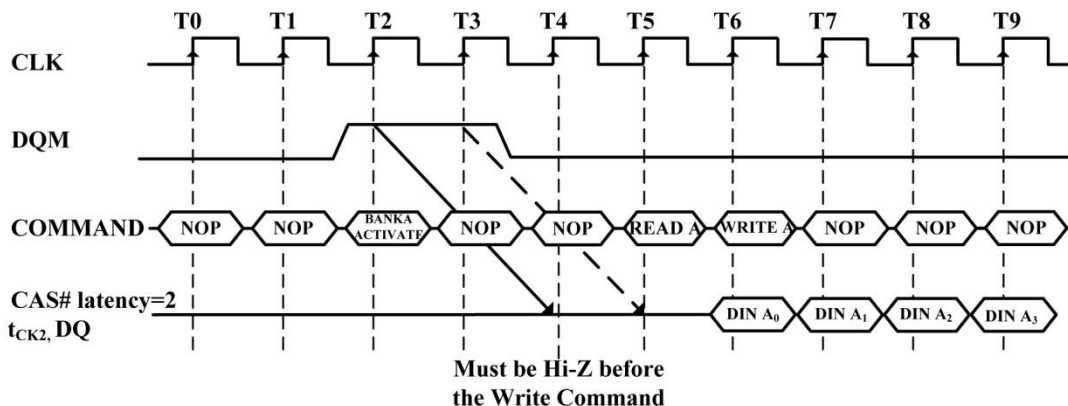 T0 T1 T2 T3 T4 T5 T6 T7 T8 T9
CLK
DQM
COMMAND NOP NOP BANKA ACTIVATE NOP NOP READ A WRITE A NOP NOP NOP
CAS# latency=2
t_CK2, DQ
DIN A₀ DIN A₁ DIN A₂ DIN A₃
Must be Hi-Z before
the Write Command